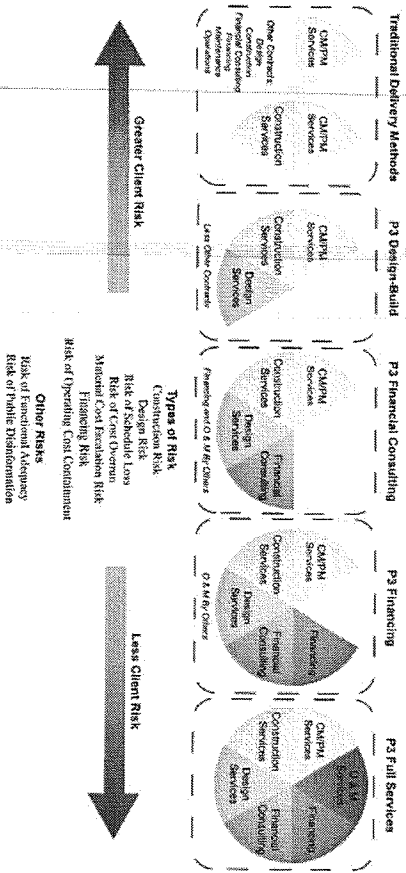 Traditional Delivery Methods
CM/PM
Services
Other Contracts:
Design
Construction
Financing
Financial Consulting
Maintenance
Operations
CM/PM
Services
Construction
Services
P3 Design-Build
CM/PM
Services
Construction
Services
Design
Services
Less Other Contracts
P3 Financial Consulting
CM/PM
Services
Construction
Services
Design
Services
Financial
Consulting
Financing and O & M By Others
P3 Financing
CM/PM
Services
Construction
Services
Design
Services
Financial
Consulting
Financing
O & M By Others
P3 Full Services
CM/PM
Services
Construction
Services
Design
Services
Financial
Consulting
Financing
O & M
Services
Greater Client Risk
Less Client Risk
Types of Risk
Construction Risk
Design Risk
Risk of Schedule Loss
Risk of Cost Overrun
Material Cost Escalation Risk
Financing Risk
Risk of Operating Cost Containment
Other Risks
Risk of Functional Adequacy
Risk of Public Disinformation